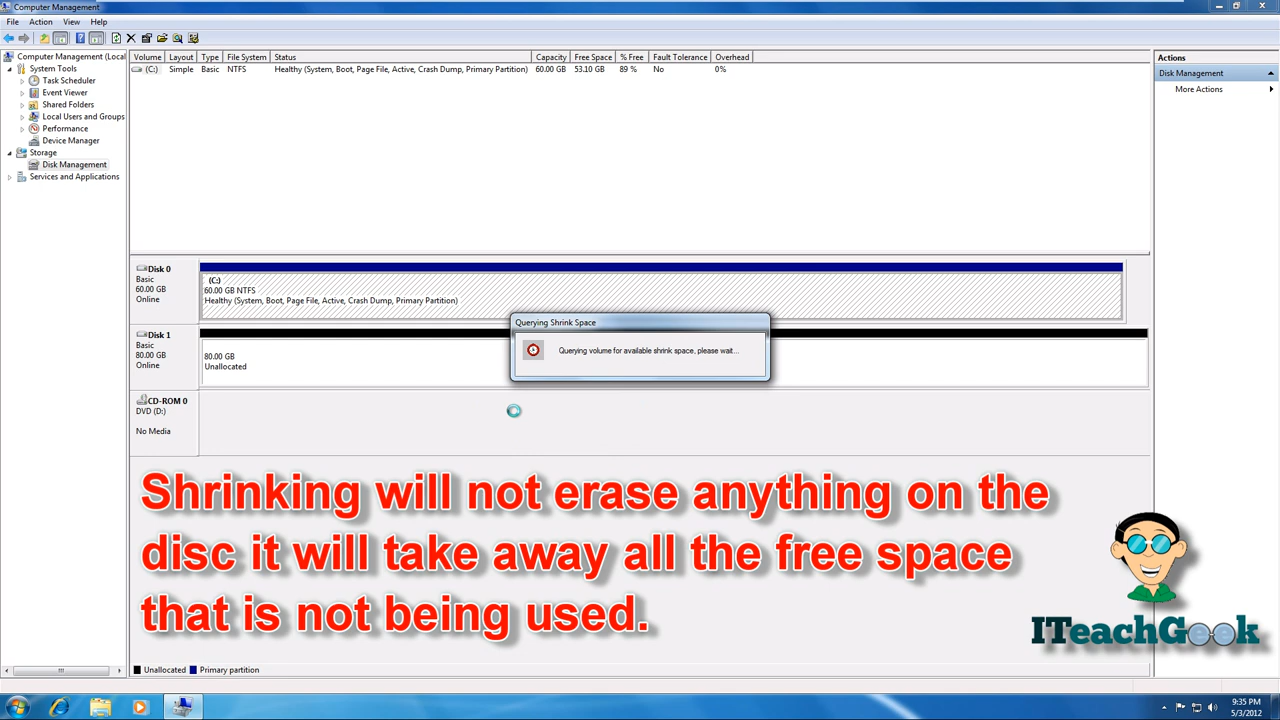 Computer Management
File Action View Help
Computer Management (Local
System Tools
Task Scheduler
Event Viewer
Shared Folders
Local Users and Groups
Performance
Device Manager
Storage
Disk Management
Services and Applications
Volume Layout Type File System Status Capacity Free Space % Free Fault Tolerance Overhead
(C:) Simple Basic NTFS Healthy (System, Boot, Page File, Active, Crash Dump, Primary Partition) 60.00 GB 53.10 GB 89 % No 0%
Actions
Disk Management
More Actions
Disk 0
Basic
60.00 GB
Online
(C:)
60.00 GB NTFS
Healthy (System, Boot, Page File, Active, Crash Dump, Primary Partition)
Querying Shrink Space
Querying volume for available shrink space, please wait...
Disk 1
Basic
80.00 GB
Online
80.00 GB
Unallocated
CD-ROM 0
DVD (D:)
No Media
Shrinking will not erase anything on the
disc it will take away all the free space
that is not being used.
ITeachGeek
Unallocated Primary partition
9:35 PM
5/3/2012